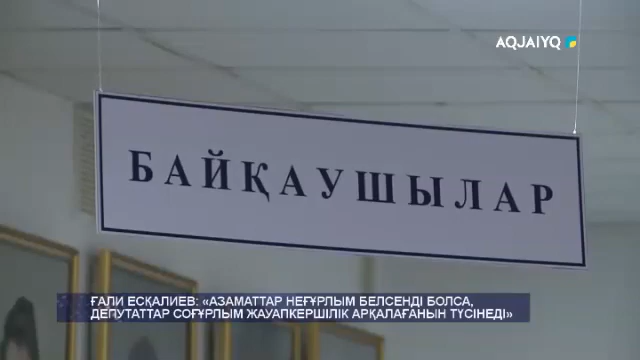 AQJAIYQ
БАЙҚАУШЫЛАР
ҒАЛИ ЕСҚАЛИЕВ: «АЗАМАТТАР НЕҒҰРЛЫМ БЕЛСЕНДІ БОЛСА,
ДЕПУТАТТАР СОҒҰРЛЫМ ЖАУАПКЕРШІЛІК АРҚАЛАҒАНЫН ТҮСІНЕДІ»